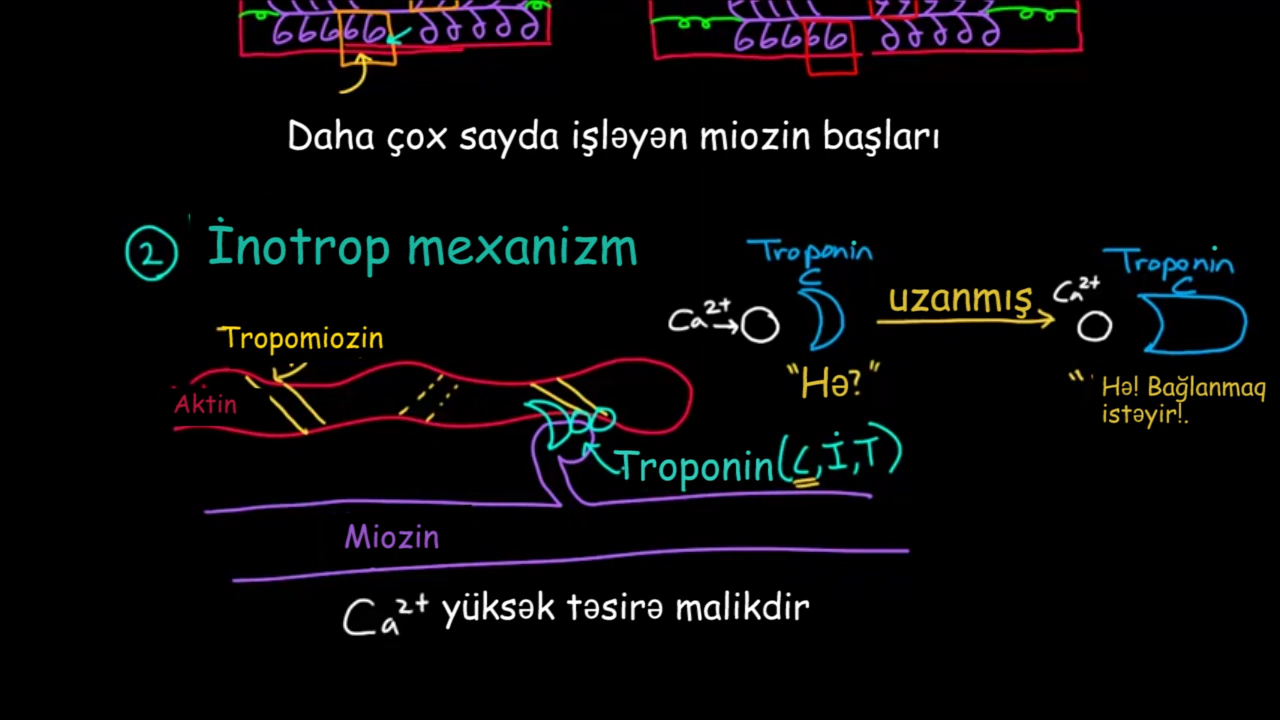 Daha çox sayda işləyən miozin başları
2 İnotrop mexanizm
Troponin
C
Troponin
C
Ca²⁺
uzanmış
Ca²⁺
Tropomiozin
"Hə?"
" Hə! Bağlanmaq
istəyir!.
Aktin
Troponin(C,İ,T)
Miozin
Ca²⁺ yüksək təsirə malikdir